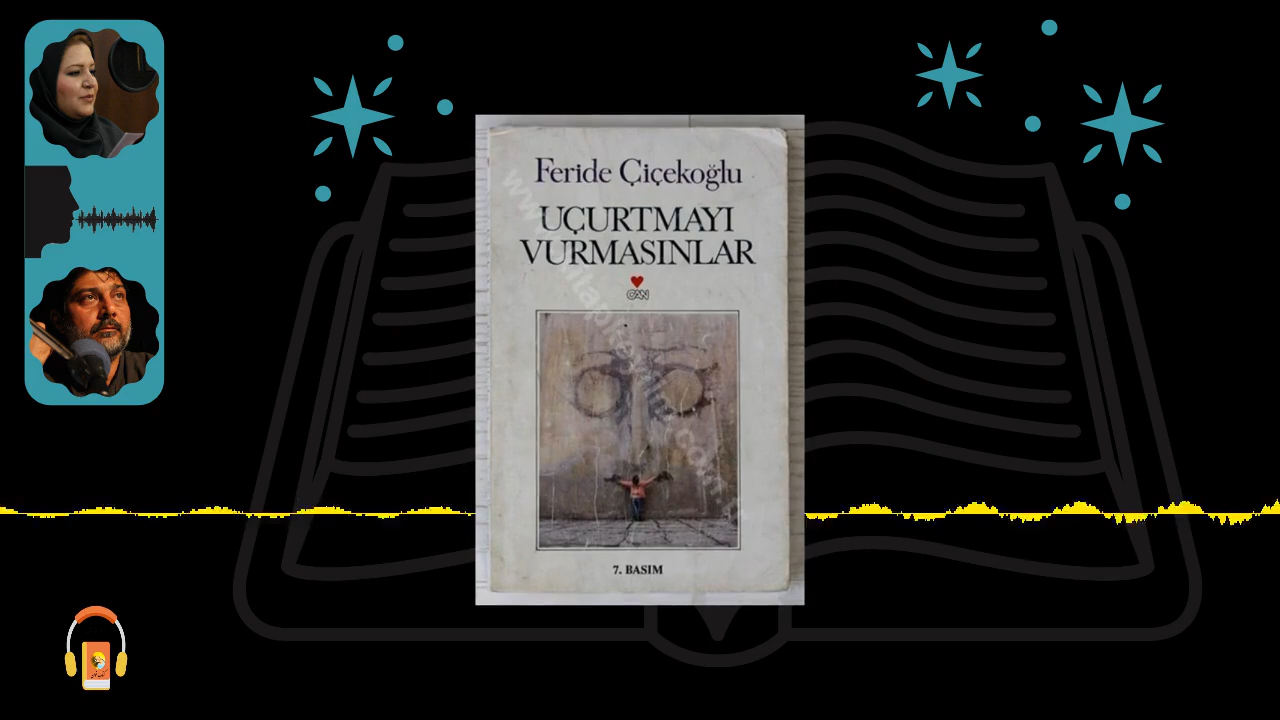 Feride Çiçekoğlu
UÇURTMAYI
VURMASINLAR
CAN
7. BASIM